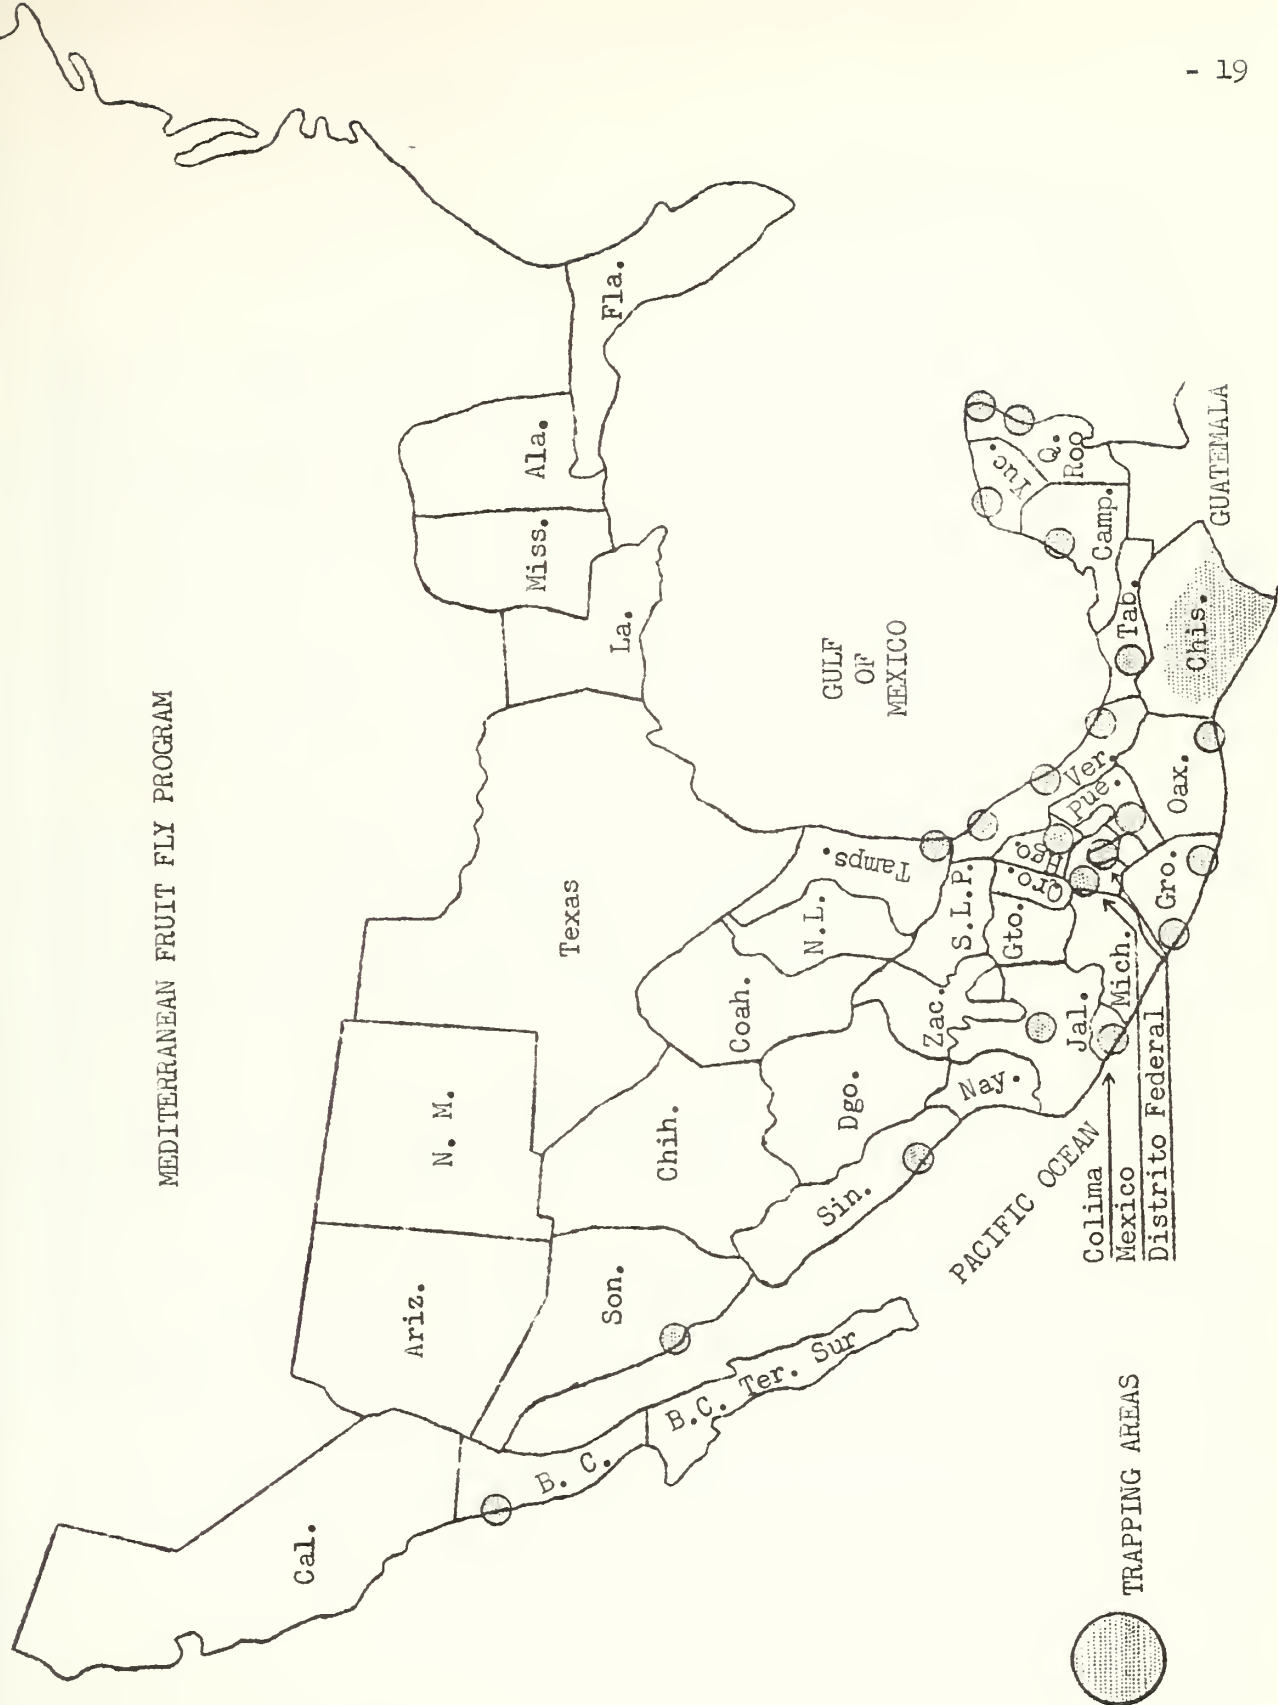 - 19
MEDITERRANEAN FRUIT FLY PROGRAM
Cal.
Ariz.
N. M.
Texas
La.
Miss.
Ala.
Fla.
B. C.
B.C. Ter. Sur
Son.
Chih.
Coah.
N.L.
Tamps.
Sin.
Dgo.
Zac.
S.L.P.
Nay.
Jal.
Gto.
Qro.
Hgo.
Mich.
Pue.
Ver.
Gro.
Oax.
Tab.
Chis.
Camp.
Yuc.
Q.
Roo
GULF
OF
MEXICO
GUATEMALA
PACIFIC OCEAN
Colima
Mexico
Distrito Federal
TRAPPING AREAS